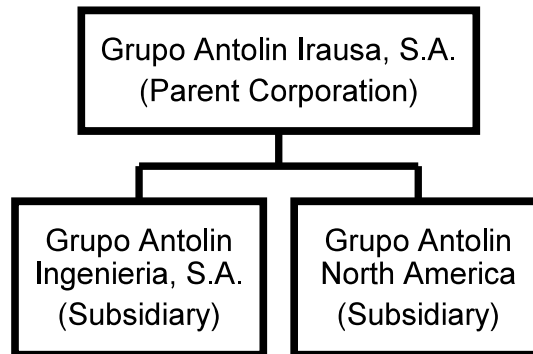 Grupo Antolin Irausa, S.A.
(Parent Corporation)
Grupo Antolin
Ingenieria, S.A.
(Subsidiary)
Grupo Antolin
North America
(Subsidiary)